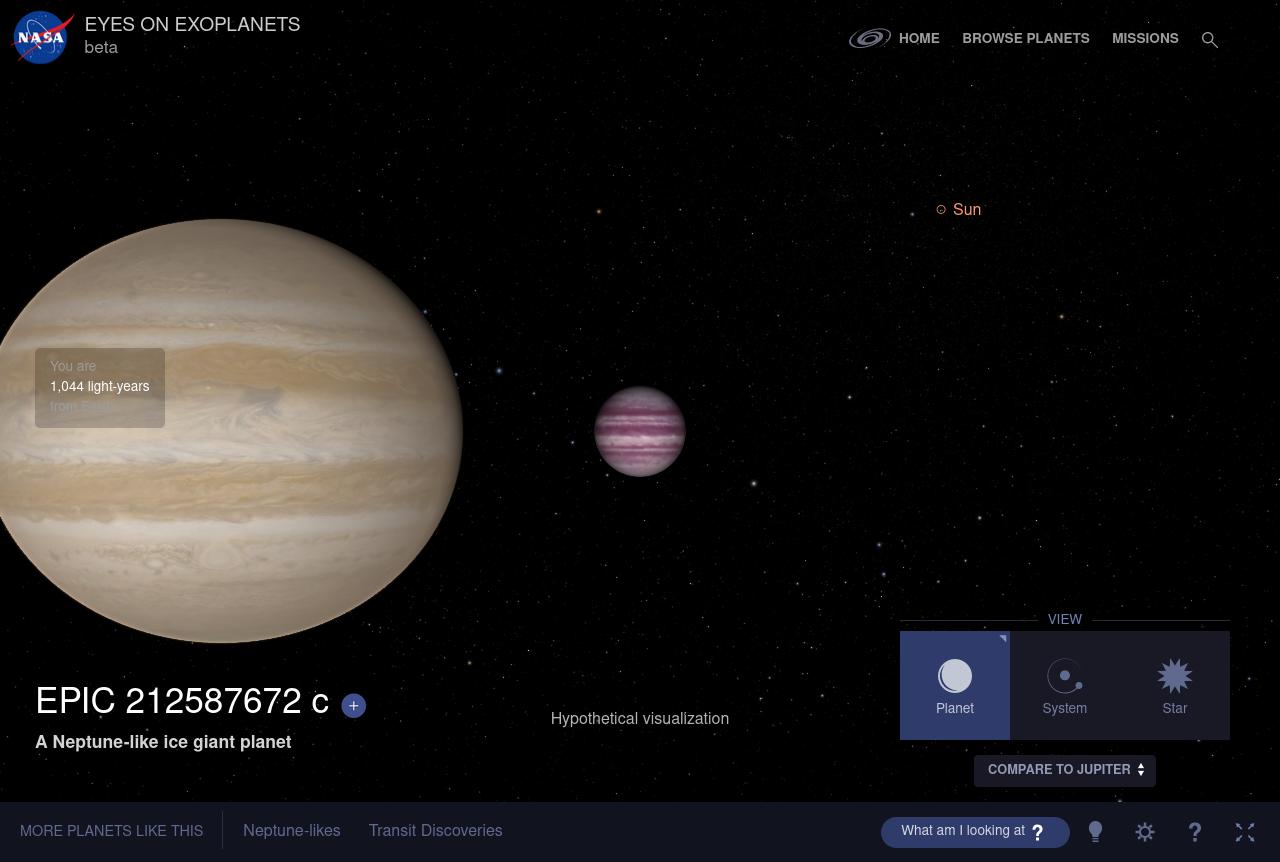 NASA
EYES ON EXOPLANETS
beta
HOME
BROWSE PLANETS
MISSIONS
Sun
You are
1,044 light-years
from Earth
VIEW
Planet
System
Star
EPIC 212587672 c +
A Neptune-like ice giant planet
Hypothetical visualization
COMPARE TO JUPITER
MORE PLANETS LIKE THIS
Neptune-likes
Transit Discoveries
What am I looking at ?
?